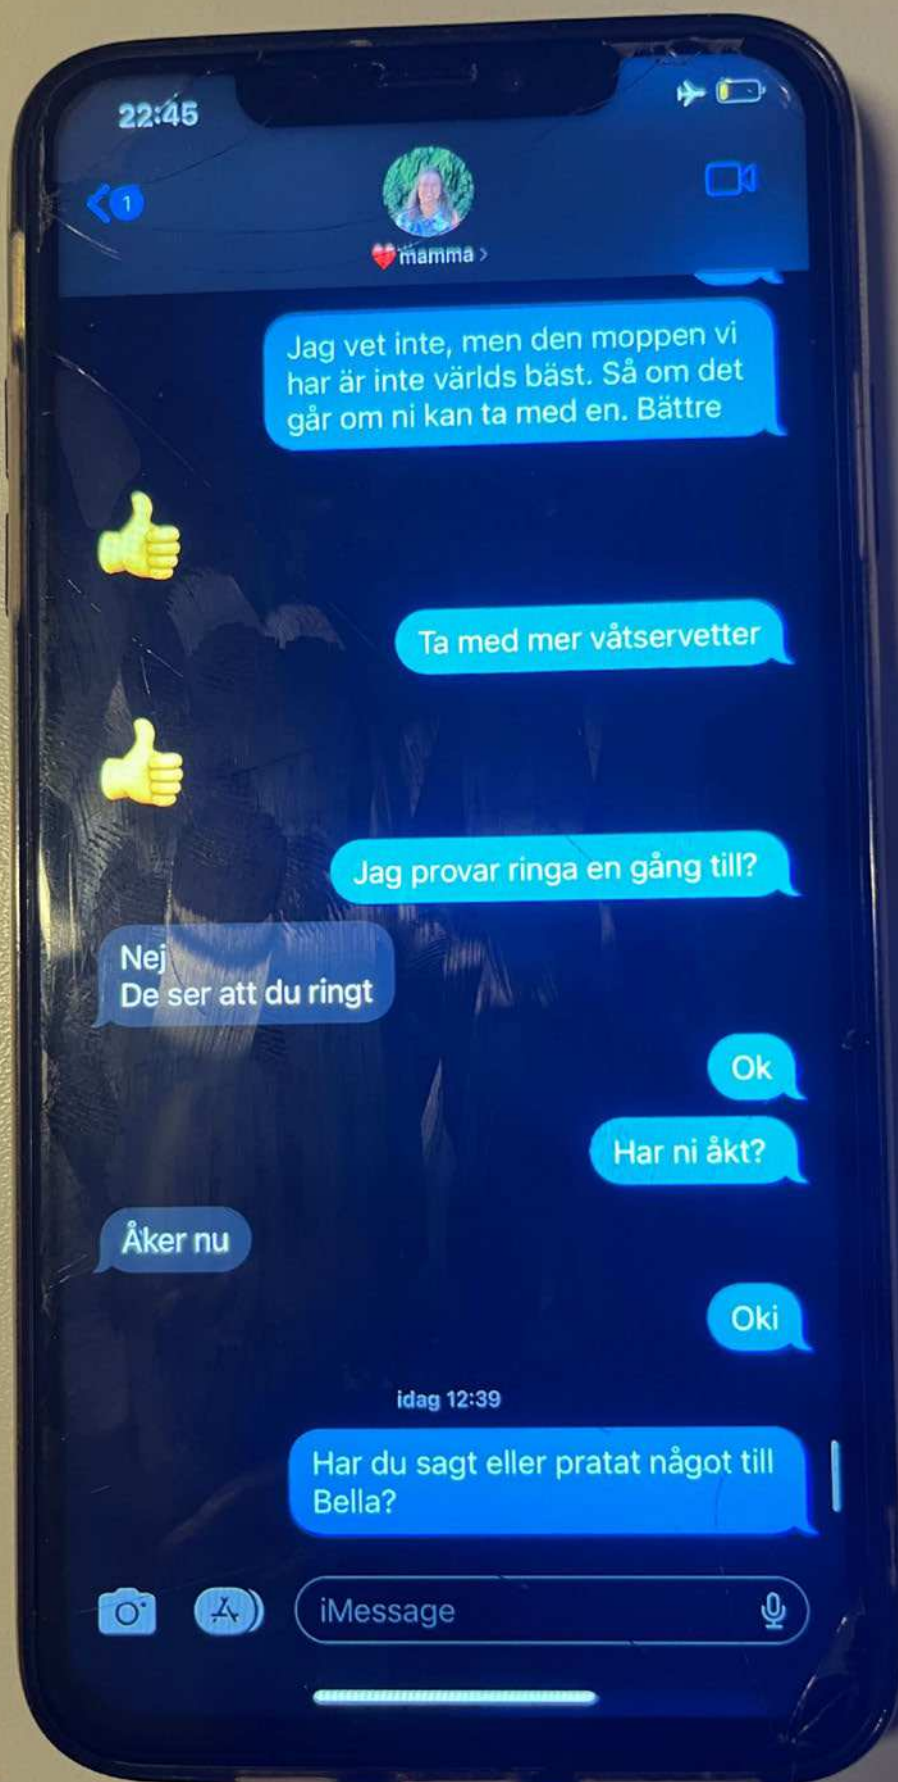 22:45
1
mamma >
Jag vet inte, men den moppen vi
har är inte världs bäst. Så om det
går om ni kan ta med en. Bättre
Ta med mer våtservetter
Jag provar ringa en gång till?
Nej
De ser att du ringt
Ok
Har ni åkt?
Åker nu
Oki
idag 12:39
Har du sagt eller pratat något till
Bella?
iMessage